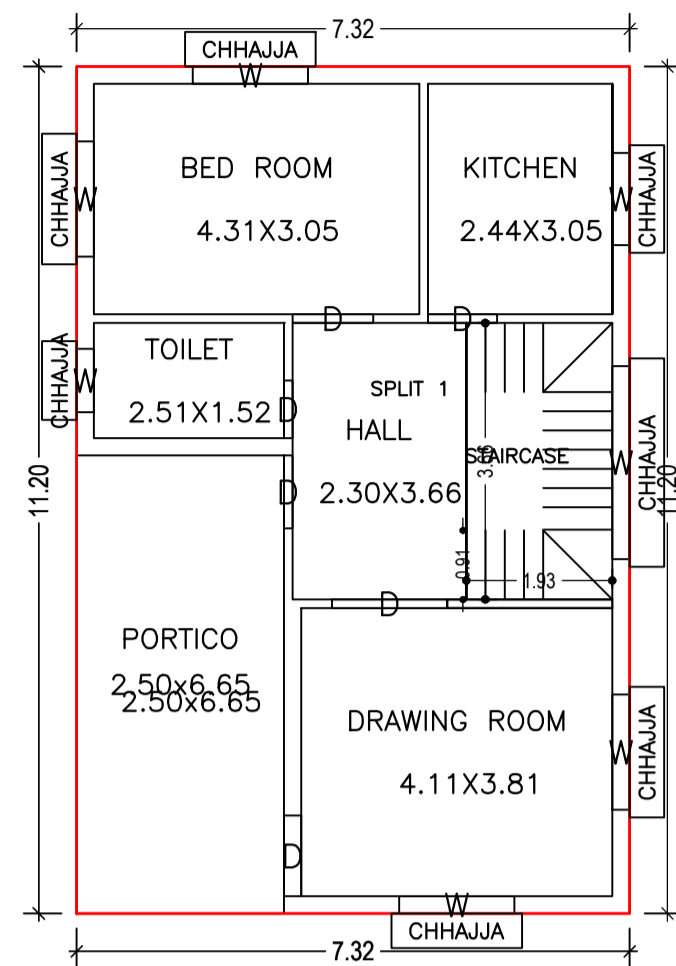 7.32
CHHAJJA
W
BED ROOM
4.31X3.05
KITCHEN
2.44X3.05
CHHAJJA
W
W
CHHAJJA
D
D
TOILET
2.51X1.52
CHHAJJA
W
D
SPLIT 1
HALL
2.30X3.66
STAIRCASE
3.66
W
CHHAJJA
11.20
11.20
D
0.91
1.93
D
PORTICO
2.50x6.65
2.50x6.65
DRAWING ROOM
4.11X3.81
W
CHHAJJA
D
W
CHHAJJA
7.32